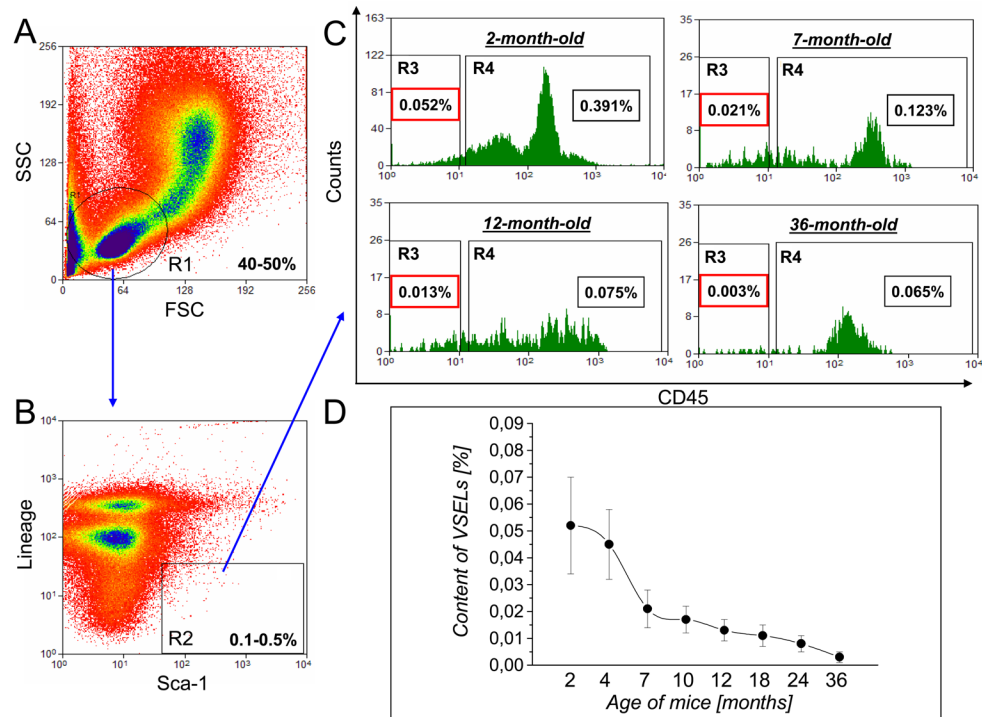 A
256
192
128
64
0
SSC
R1
R1
40-50%
0 64 128 192 256
FSC
B
10⁴
10³
10²
10¹
10⁰
Lineage
R2
0.1-0.5%
10⁰ 10¹ 10² 10³ 10⁴
Sca-1
C
Counts
2-month-old
163
122
81
40
0
R3
R4
0.052%
0.391%
10⁰ 10¹ 10² 10³ 10⁴
7-month-old
35
26
17
8
0
R3
R4
0.021%
0.123%
10⁰ 10¹ 10² 10³ 10⁴
12-month-old
35
26
17
8
0
R3
R4
0.013%
0.075%
10⁰ 10¹ 10² 10³ 10⁴
36-month-old
35
26
17
8
0
R3
R4
0.003%
0.065%
10⁰ 10¹ 10² 10³ 10⁴
CD45
D
0,09
0,08
0,07
0,06
0,05
0,04
0,03
0,02
0,01
0,00
Content of VSELs [%]
2 4 7 10 12 18 24 36
Age of mice [months]